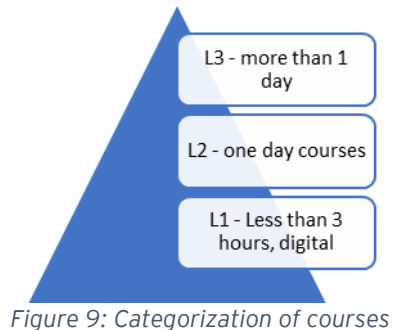 L3 - more than 1
day
L2 - one day courses
L1 - Less than 3
hours, digital
Figure 9: Categorization of courses